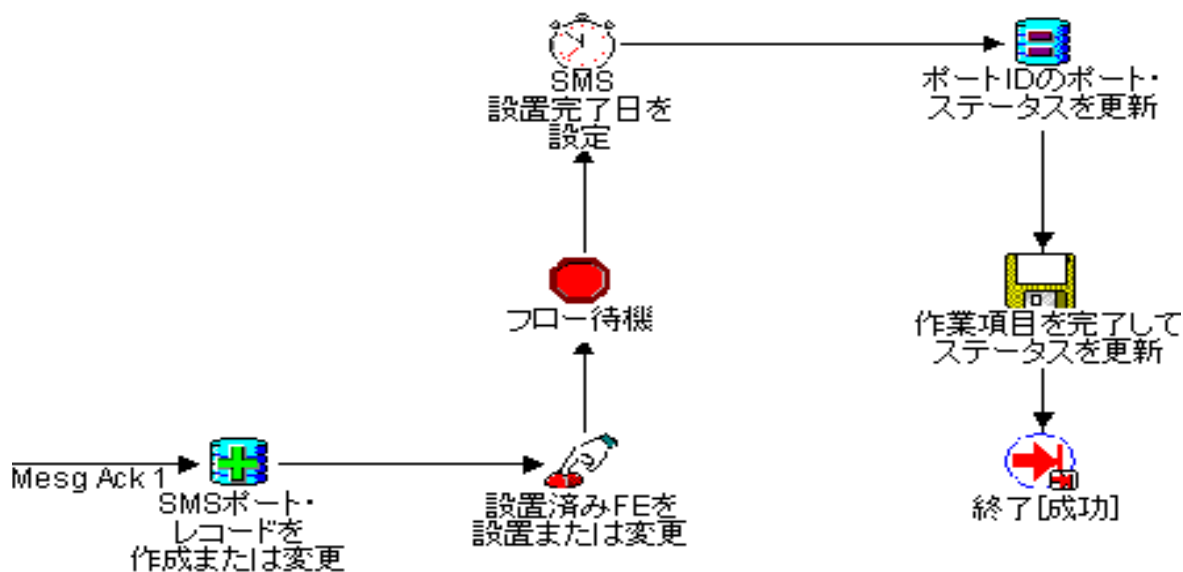 Mesg Ack 1
SMSポート・
レコードを
作成または変更
設置済みFEを
設置または変更
フロー待機
SMS
設置完了日を
設定
ポートIDのポート・
ステータスを更新
作業項目を完了して
ステータスを更新
終了[成功]